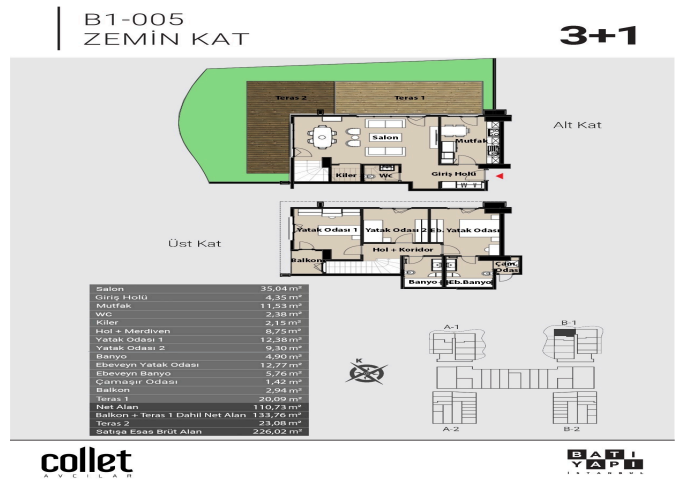 B1-005
ZEMİN KAT
3+1
Teras 2
Teras 1
Alt Kat
Salon
Mutfak
Kiler
Wc
Giriş Holü
Üst Kat
Yatak Odası 1
Yatak Odası 2
Eb. Yatak Odası
Hol + Koridor
Balkon
Çam. Odas
Banyo
Eb.Banyo
Salon 35,04 m²
Giriş Holü 4,35 m²
Mutfak 11,53 m²
WC 2,38 m²
Kiler 2,15 m²
Hol + Merdiven 8,75 m²
Yatak Odası 1 12,38 m²
Yatak Odası 2 9,30 m²
Banyo 4,90 m²
Ebeveyn Yatak Odası 12,77 m²
Ebeveyn Banyo 5,76 m²
Çamaşır Odası 1,42 m²
Balkon 2,94 m²
Teras 1 20,09 m²
Net Alan 110,73 m²
Balkon + Teras 1 Dahil Net Alan 133,76 m²
Teras 2 23,08 m²
Satışa Esas Brüt Alan 226,02 m²
K
A-1
B-1
A-2
B-2
collet
AVCILAR
BATI
YAPI
İSTANBUL